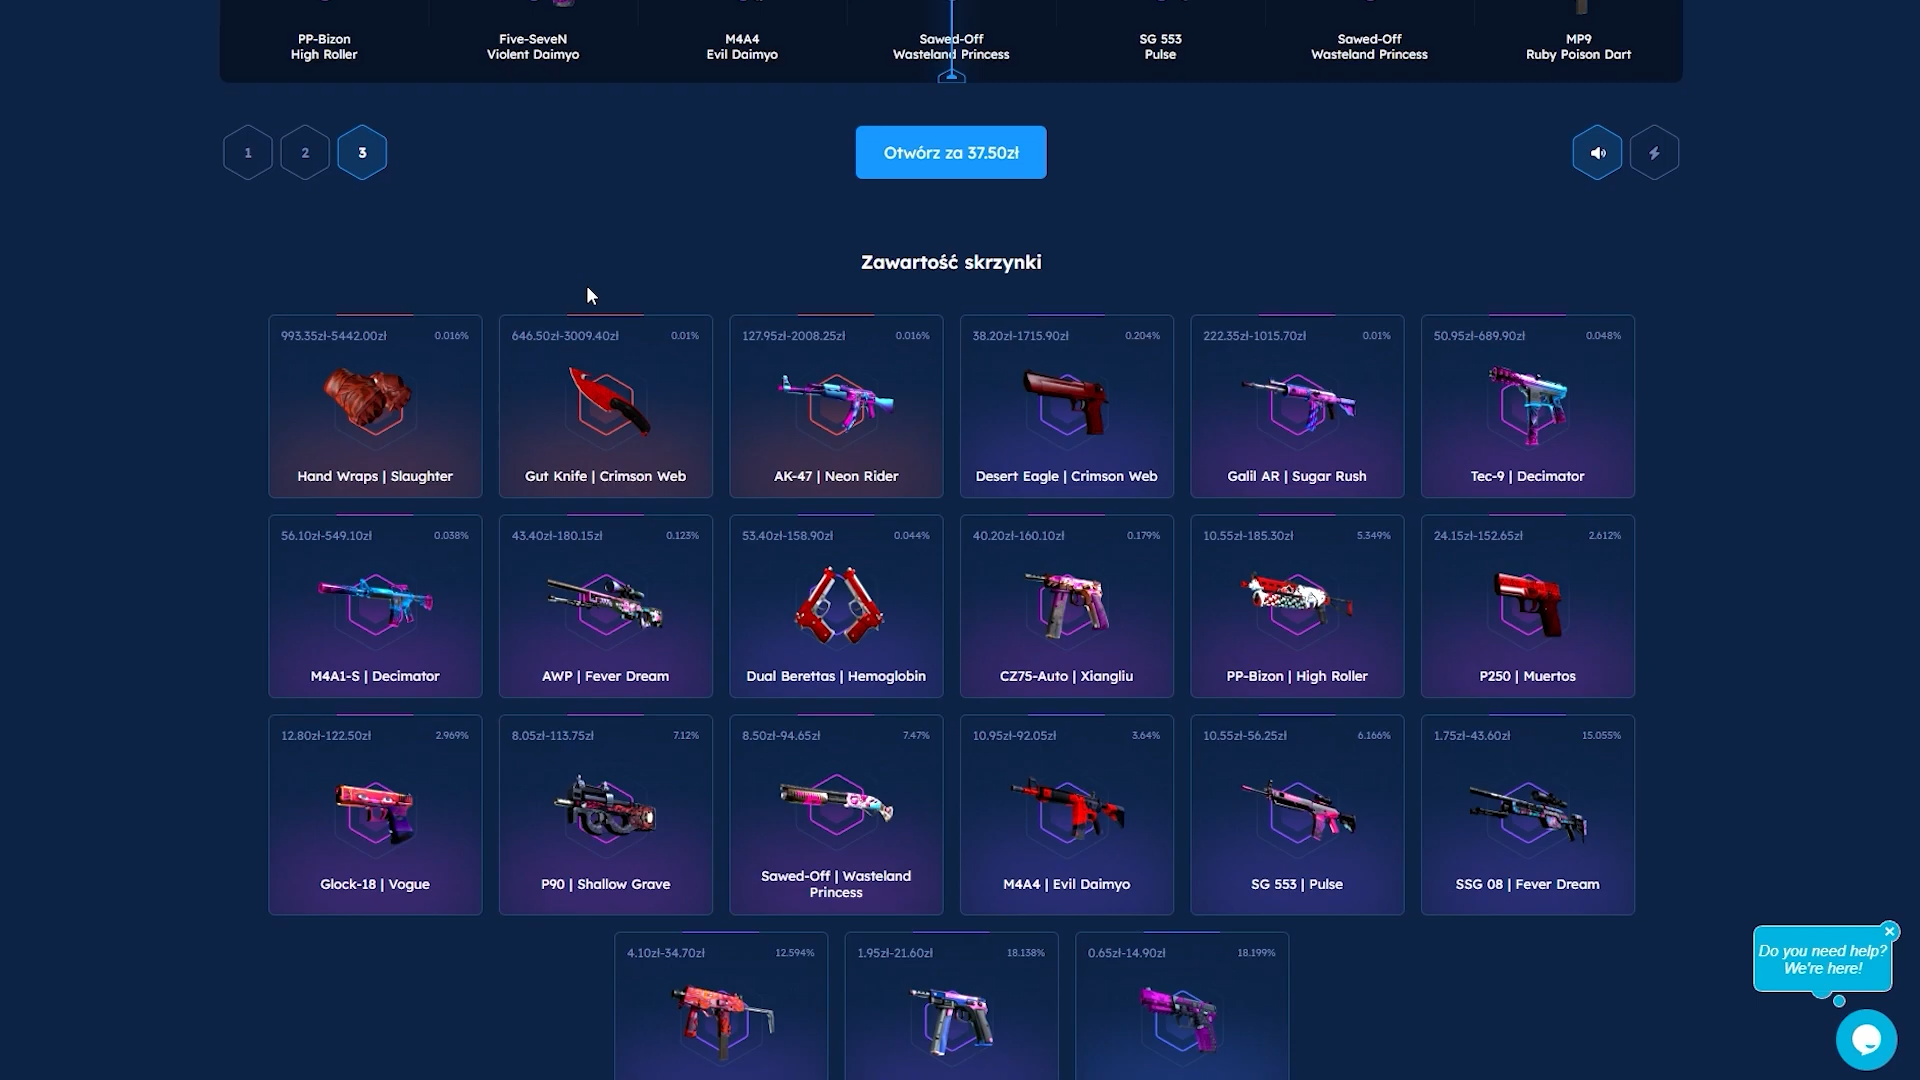 PP-Bizon
High Roller
Five-SeveN
Violent Daimyo
M4A4
Evil Daimyo
Sawed-Off
Wasteland Princess
SG 553
Pulse
Sawed-Off
Wasteland Princess
MP9
Ruby Poison Dart
1
2
3
Otwórz za 37.50zł
Zawartość skrzynki
993.35zł-5442.00zł
0.016%
Hand Wraps | Slaughter
646.50zł-3009.40zł
0.01%
Gut Knife | Crimson Web
127.95zł-2008.25zł
0.016%
AK-47 | Neon Rider
38.20zł-1715.90zł
0.204%
Desert Eagle | Crimson Web
222.35zł-1015.70zł
0.01%
Galil AR | Sugar Rush
50.95zł-689.90zł
0.048%
Tec-9 | Decimator
56.10zł-549.10zł
0.038%
M4A1-S | Decimator
43.40zł-180.15zł
0.123%
AWP | Fever Dream
53.40zł-158.90zł
0.044%
Dual Berettas | Hemoglobin
40.20zł-160.10zł
0.179%
CZ75-Auto | Xiangliu
10.55zł-185.30zł
5.349%
PP-Bizon | High Roller
24.15zł-152.65zł
2.612%
P250 | Muertos
12.80zł-122.50zł
2.969%
Glock-18 | Vogue
8.05zł-113.75zł
7.12%
P90 | Shallow Grave
8.50zł-94.65zł
7.47%
Sawed-Off | Wasteland
Princess
10.95zł-92.05zł
3.64%
M4A4 | Evil Daimyo
10.55zł-56.25zł
6.166%
SG 553 | Pulse
1.75zł-43.60zł
15.055%
SSG 08 | Fever Dream
4.10zł-34.70zł
12.594%
1.95zł-21.60zł
18.138%
0.65zł-14.90zł
18.199%
Do you need help?
We're here!